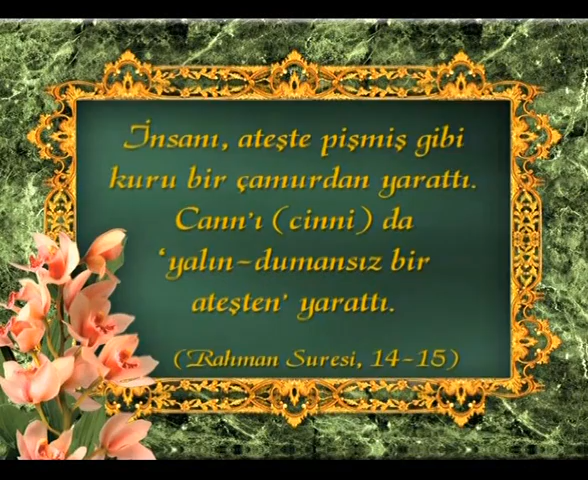 İnsanı, ateşte pişmiş gibi
kuru bir çamurdan yarattı.
Cann'ı (cinni) da
'yalın-dumansız bir
ateşten' yarattı.
(Rahman Suresi, 14-15)